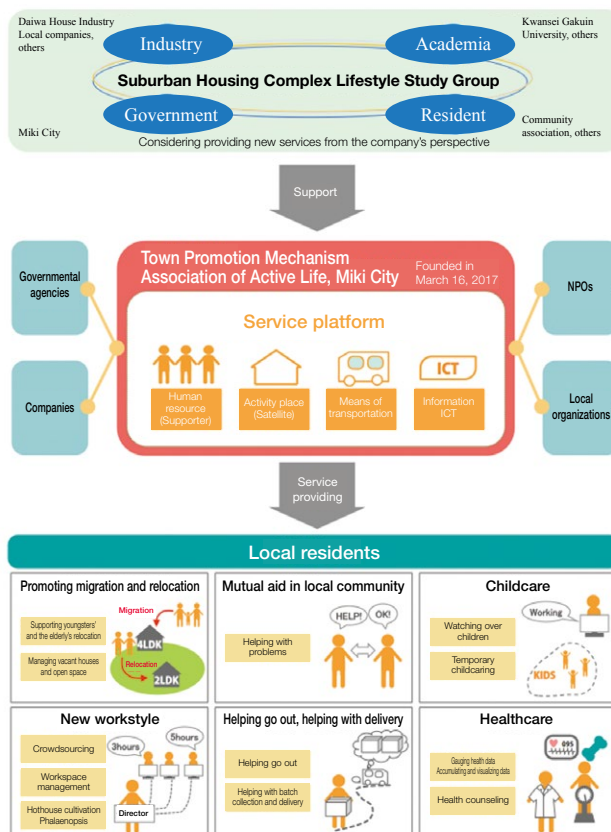 Daiwa House Industry
Local companies,
others
Industry
Academia
Kwansei Gakuin
University, others
Suburban Housing Complex Lifestyle Study Group
Miki City
Government
Resident
Community
association, others
Considering providing new services from the company's perspective
Support
Governmental
agencies
Companies
Town Promotion Mechanism
Association of Active Life, Miki City
Founded in
March 16, 2017
Service platform
Human
resource
(Supporter)
Activity place
(Satellite)
Means of
transportation
ICT
Information
ICT
NPOs
Local
organizations
Service
providing
Local residents
Promoting migration and relocation
Supporting youngsters'
and the elderly's relocation
Managing vacant houses
and open space
Migration
4LDK
Relocation
2LDK
Mutual aid in local community
Helping with
problems
HELP!
OK!
Childcare
Watching over
children
Temporary
childcaring
Working
KIDS
New workstyle
Crowdsourcing
Workspace
management
Hothouse cultivation
Phalaenopsis
3hours
5hours
Director
Helping go out, helping with delivery
Helping go out
Helping with batch
collection and delivery
Healthcare
Gauging health data
Accumulating and visualizing data
Health counseling
095